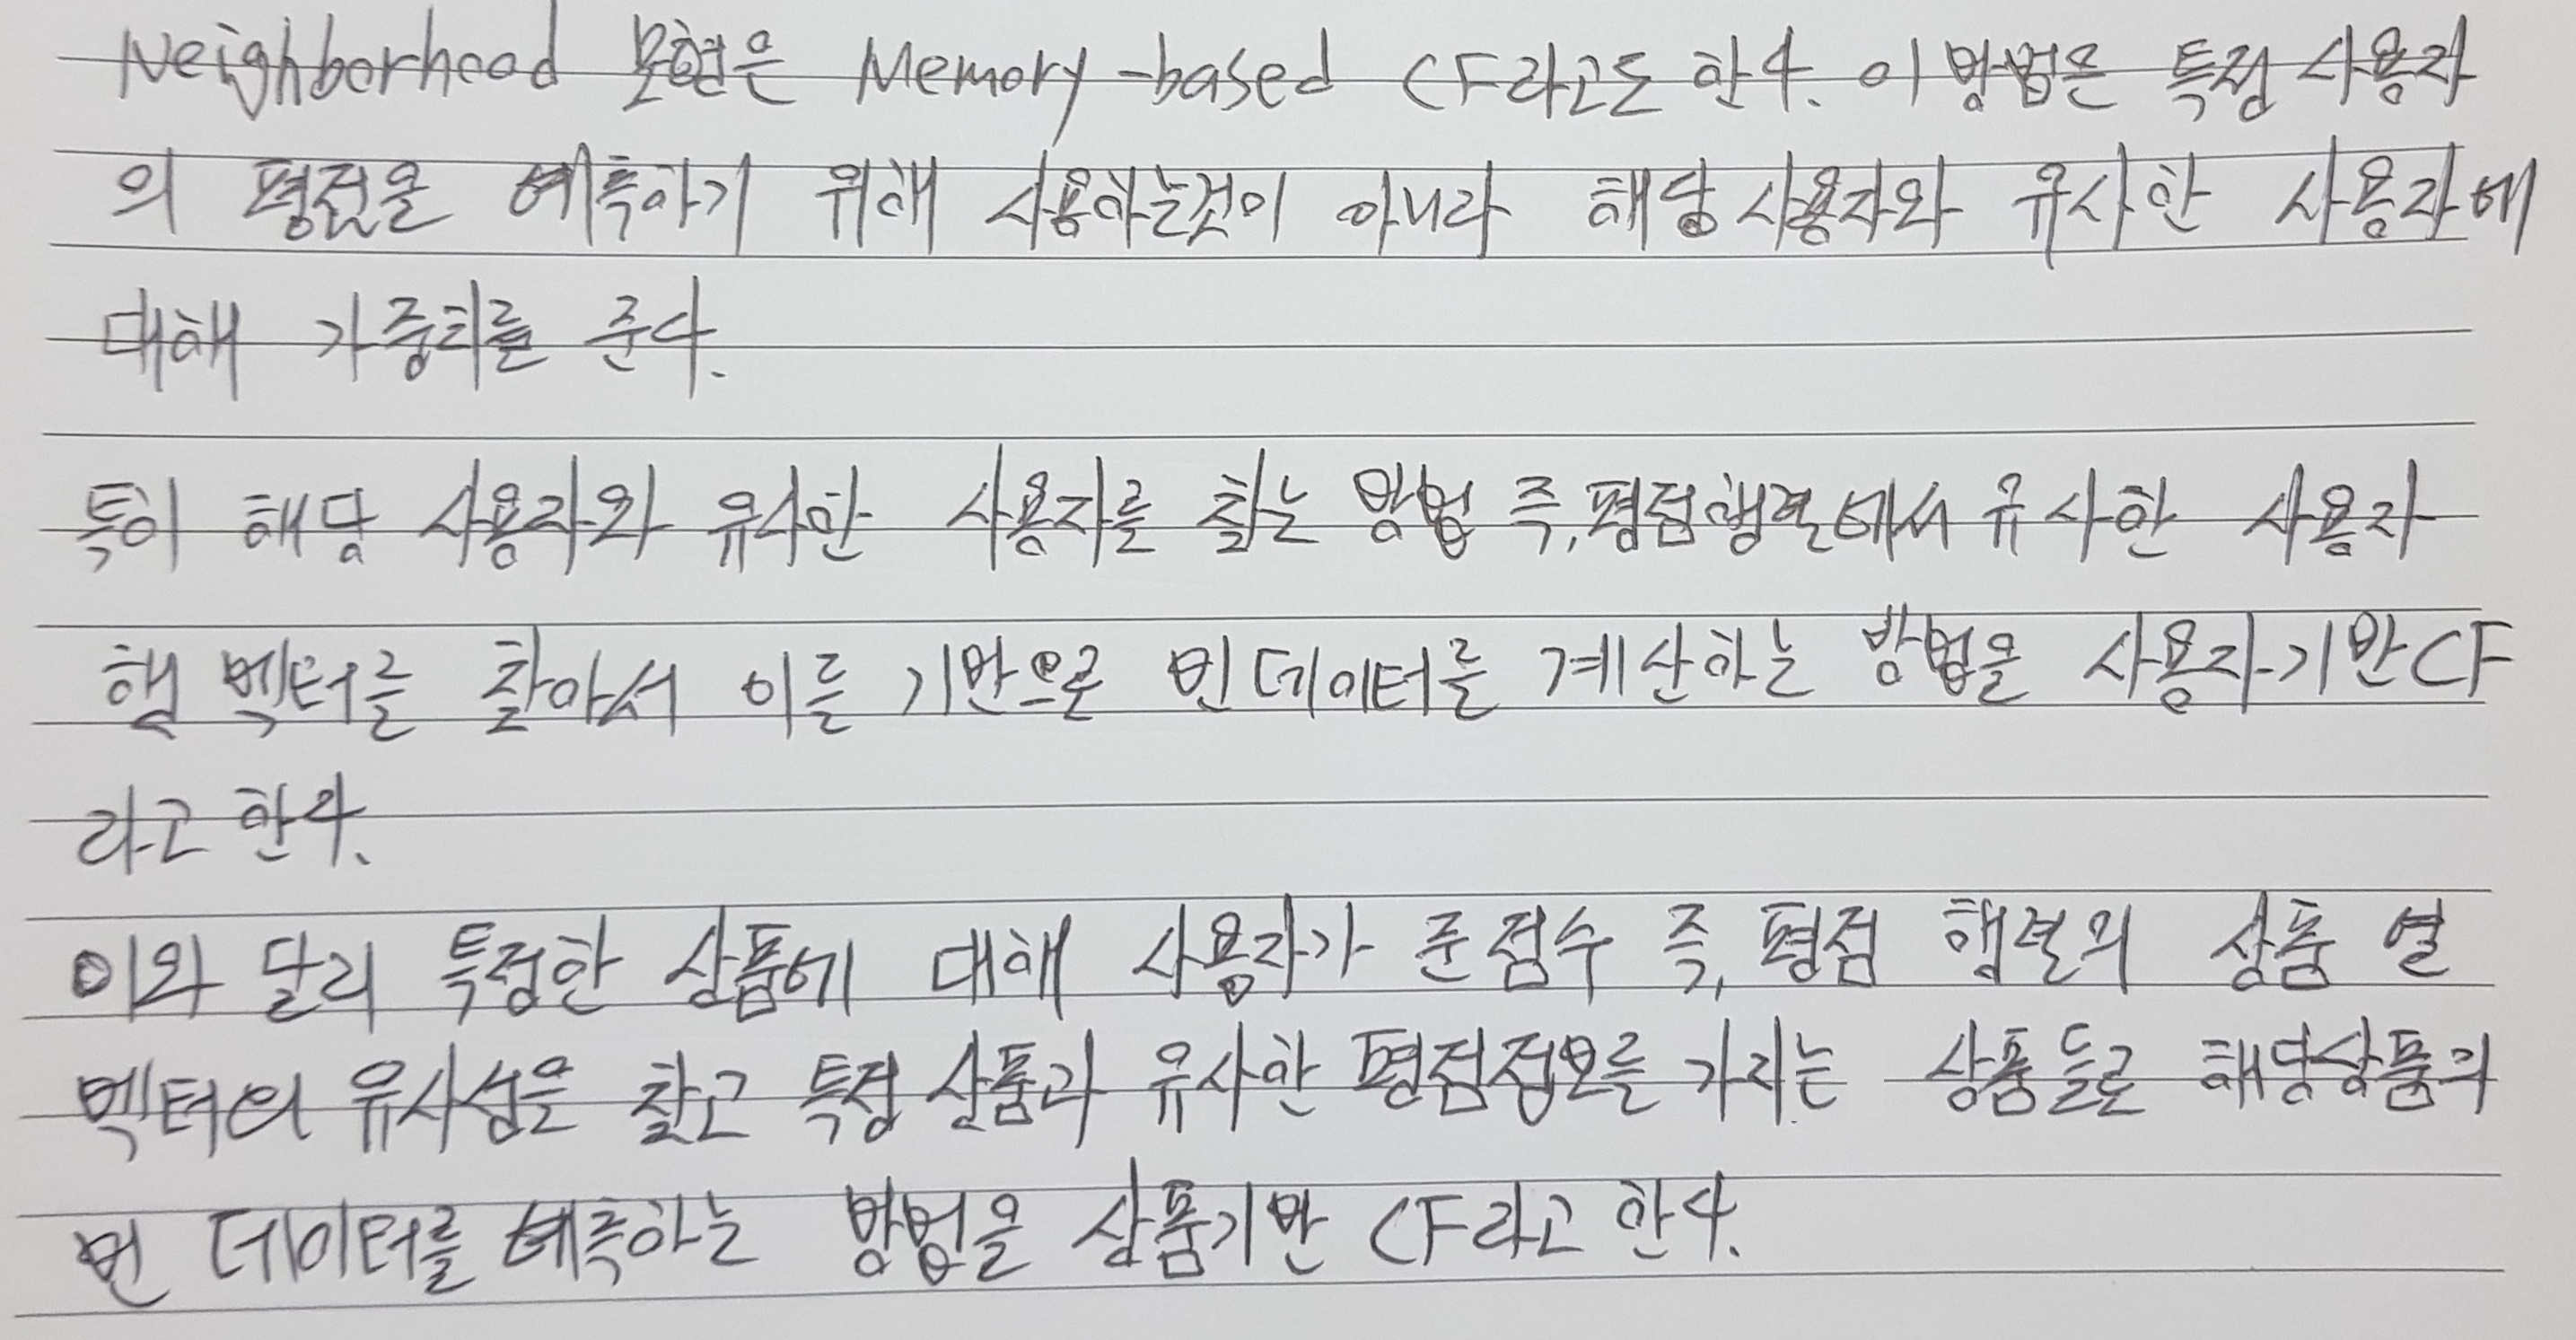 Neighborhood 모형은 Memory-based CF라고도 한다. 이 방법은 특정 사용자
의 평점을 예측하기 위해 사용하는것이 아니라 해당 사용자와 유사한 사용자에
대해 가중치를 준다.
특히 해당 사용자와 유사한 사용자를 찾는 방법 즉, 평점행렬에서 유사한 사용자
행 벡터를 찾아서 이를 기반으로 빈 데이터를 계산하는 방법을 사용자기반 CF
라고 한다.
이와 달리 특정한 상품에 대해 사용자가 준 점수 즉, 평점 행렬의 상품 열
벡터의 유사성을 찾고 특정 상품과 유사한 평점정보를 가지는 상품들로 해당상품의
빈 데이터를 예측하는 방법을 상품기반 CF라고 한다.